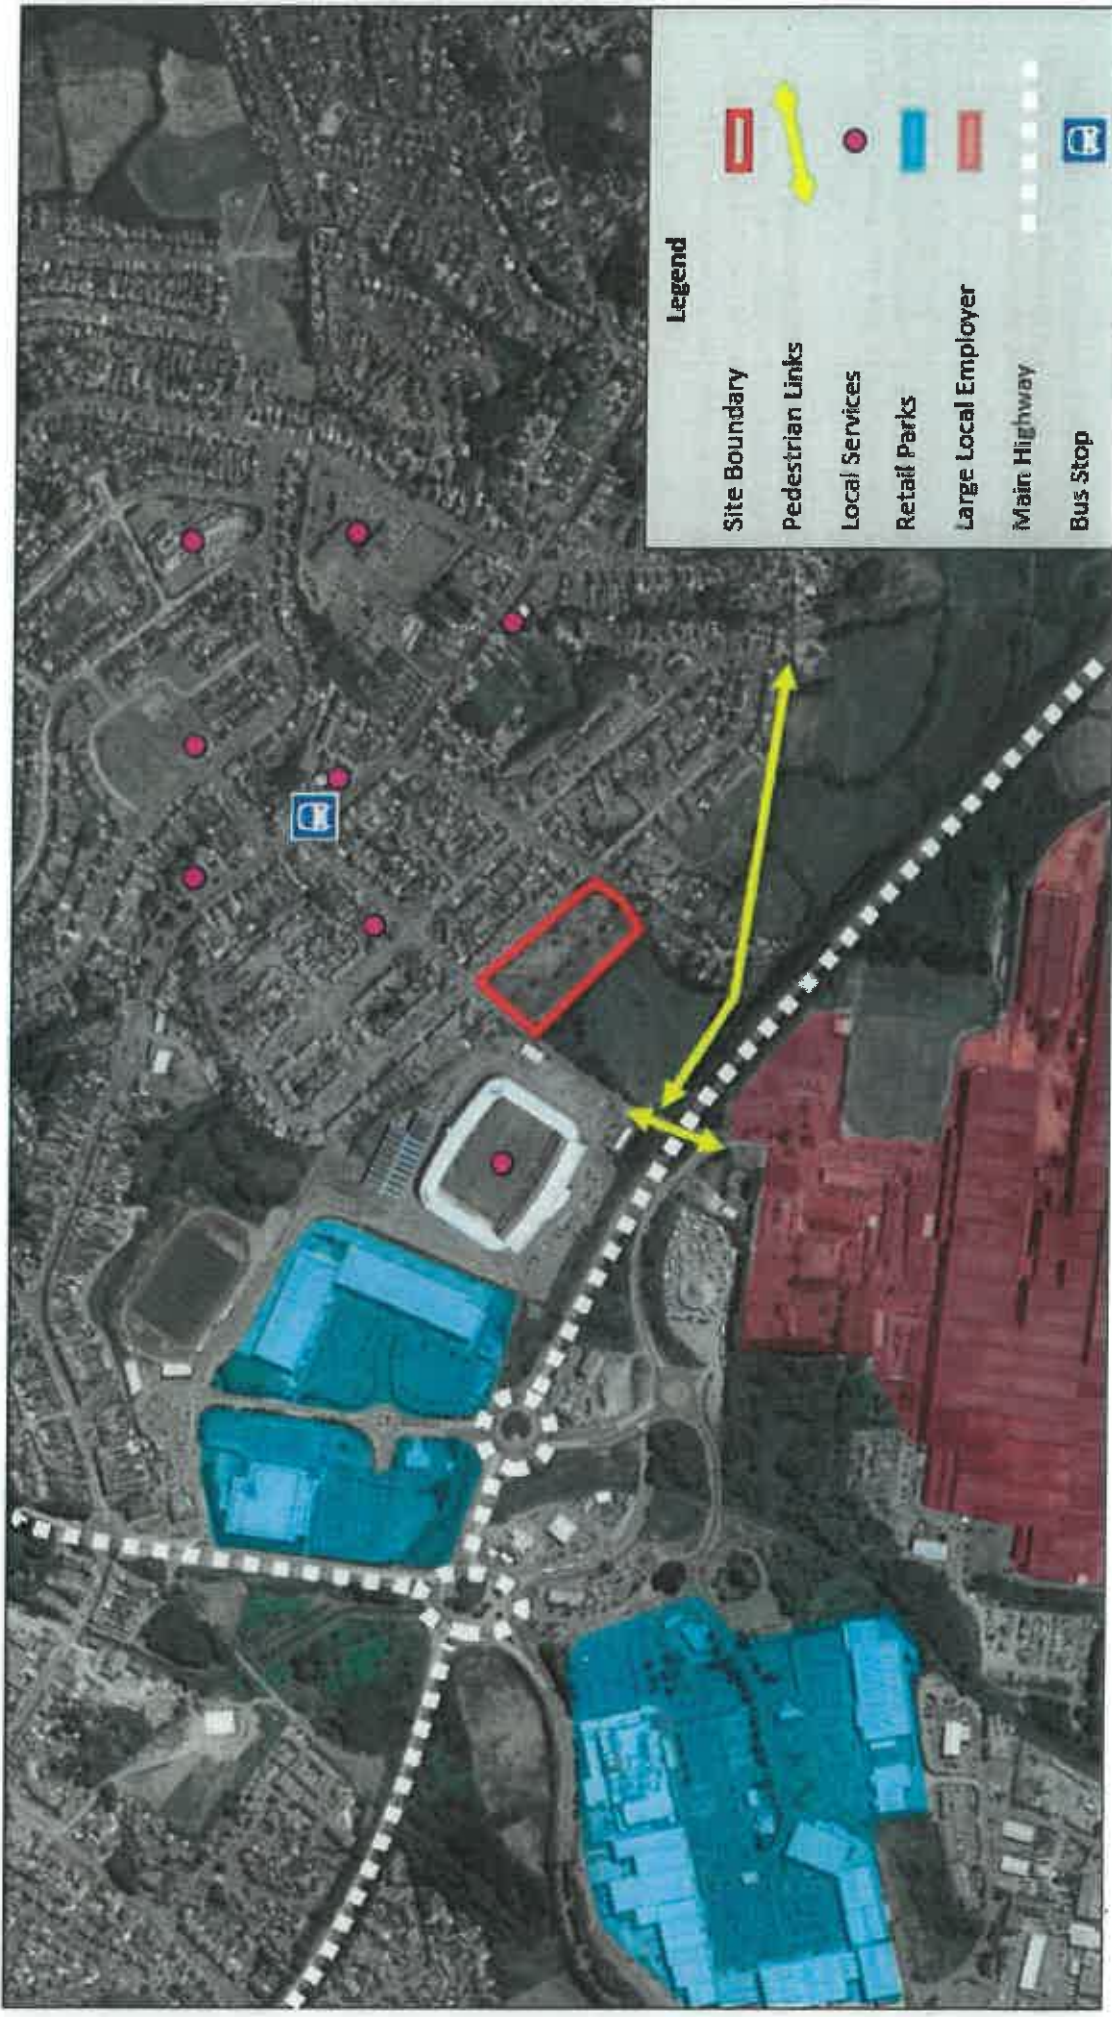 Legend
Site Boundary
Pedestrian Links
Local Services
Retail Parks
Large Local Employer
Main Highway
Bus Stop